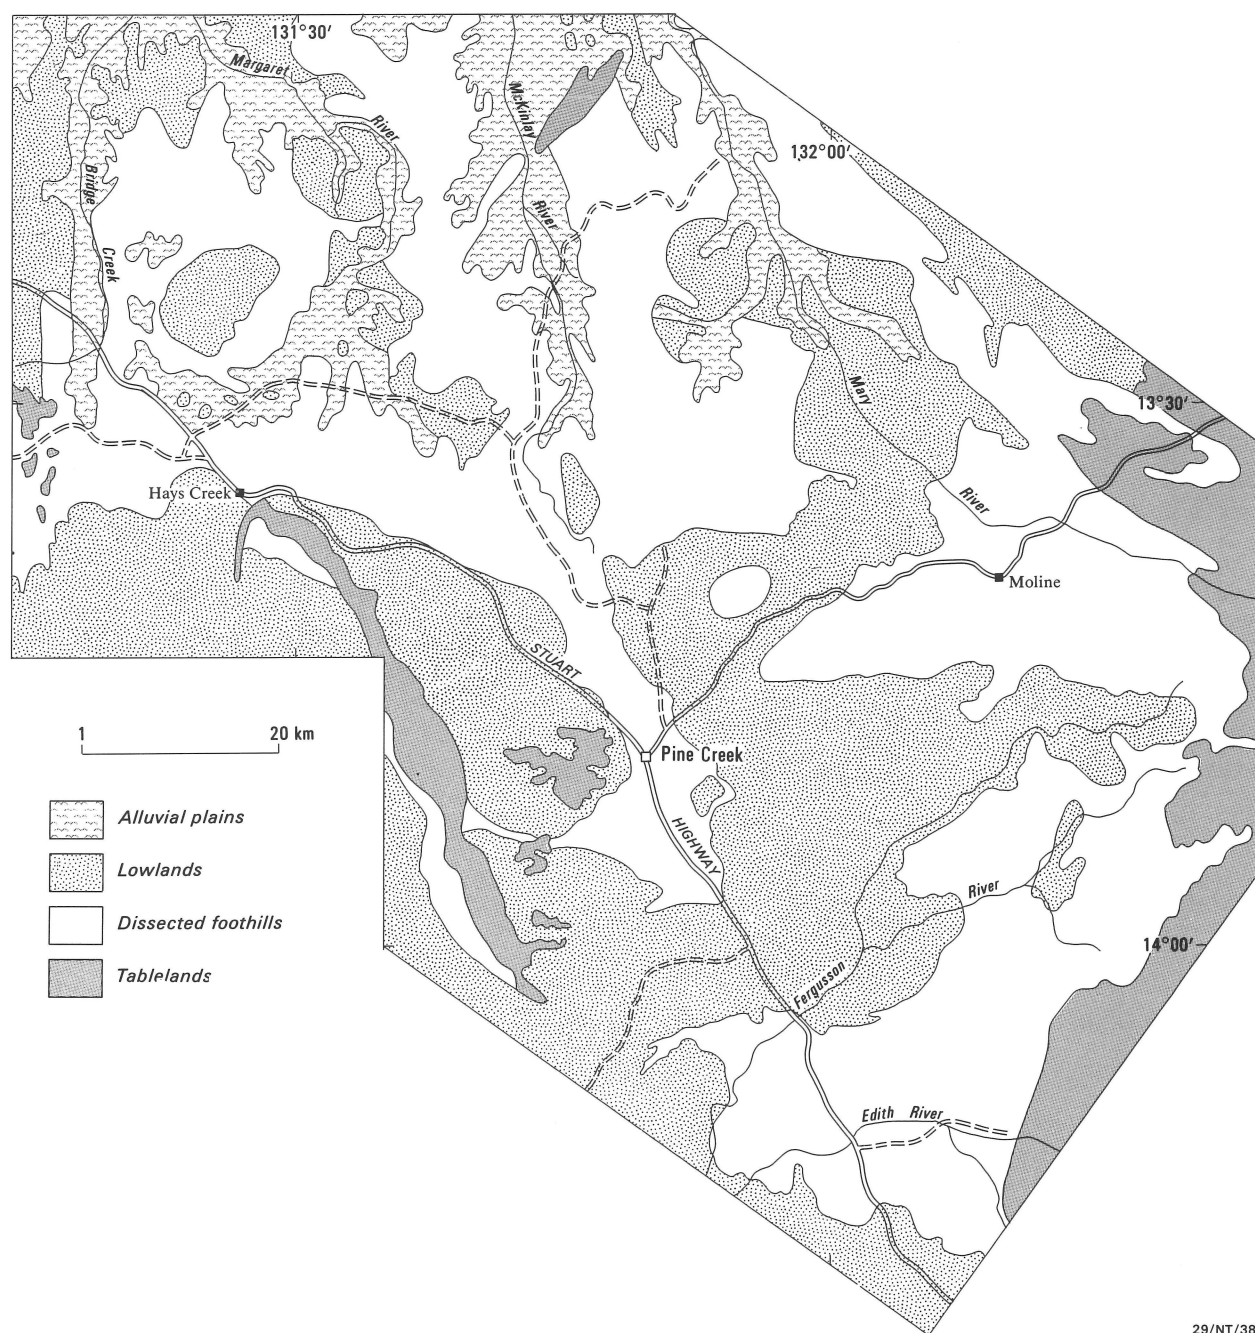 131°30′
Margaret
River
McKinlay
River
132°00′
Bridge
Creek
Mary
River
13°30′
Hays Creek
Moline
STUART
HIGHWAY
1 20 km
Pine Creek
Alluvial plains
Lowlands
Dissected foothills
Tablelands
River
14°00′
Fergusson
Edith River
29/NT/38